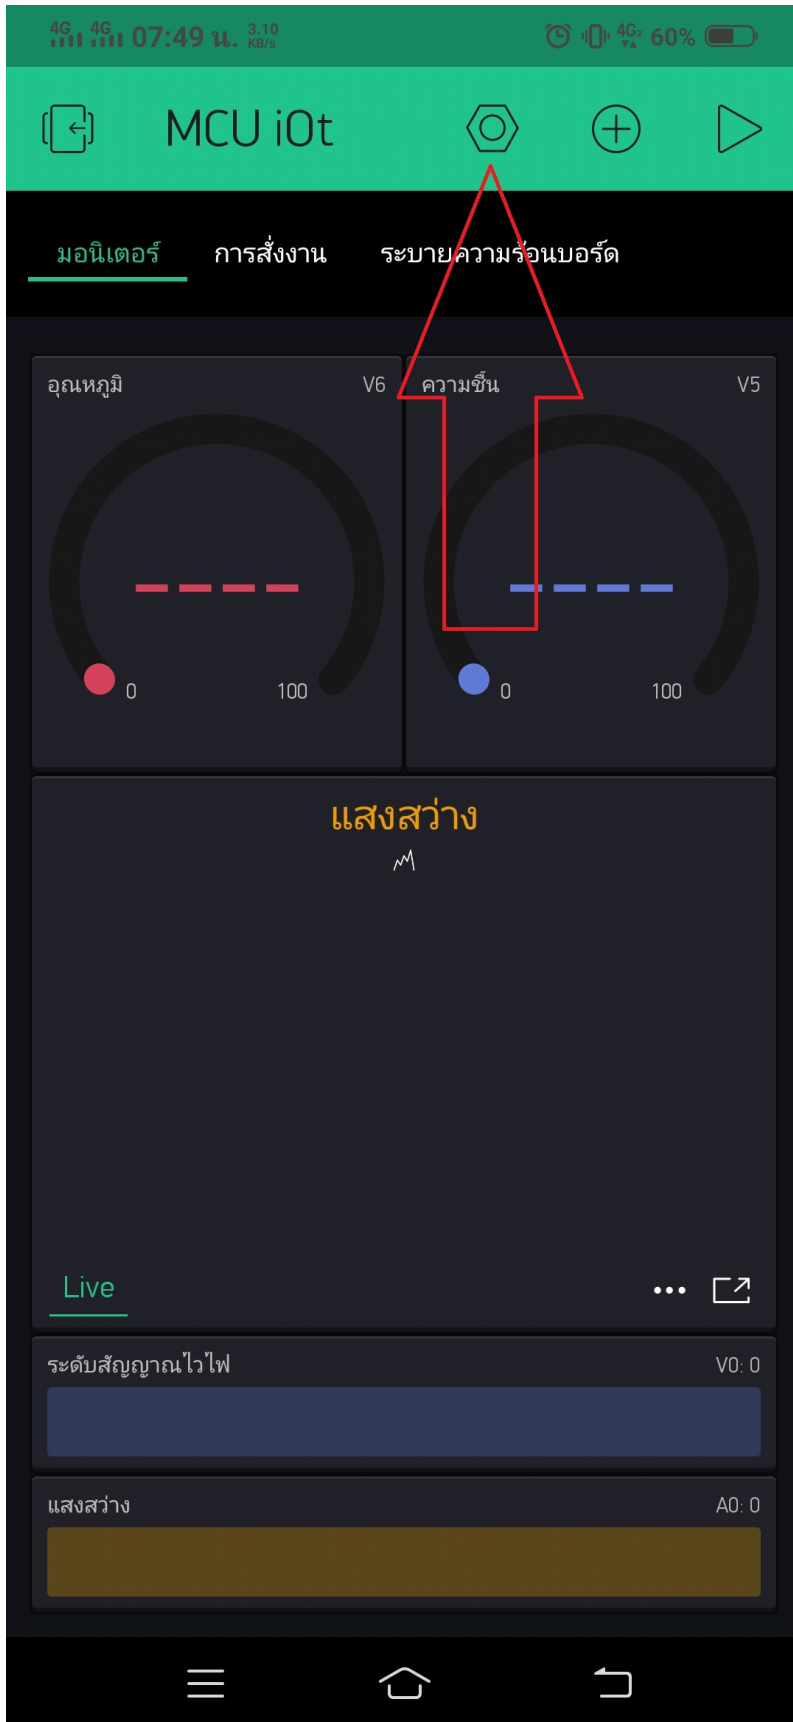 4G 4G 07:49 น. 3.10 KB/s 4G2 60%
MCU iOt
มอนิเตอร์ การสั่งงาน ระบายความร้อนบอร์ด
อุณหภูมิ V6 ความชื้น V5
0 100 0 100
แสงสว่าง
Live
ระดับสัญญาณไวไฟ V0: 0
แสงสว่าง A0: 0